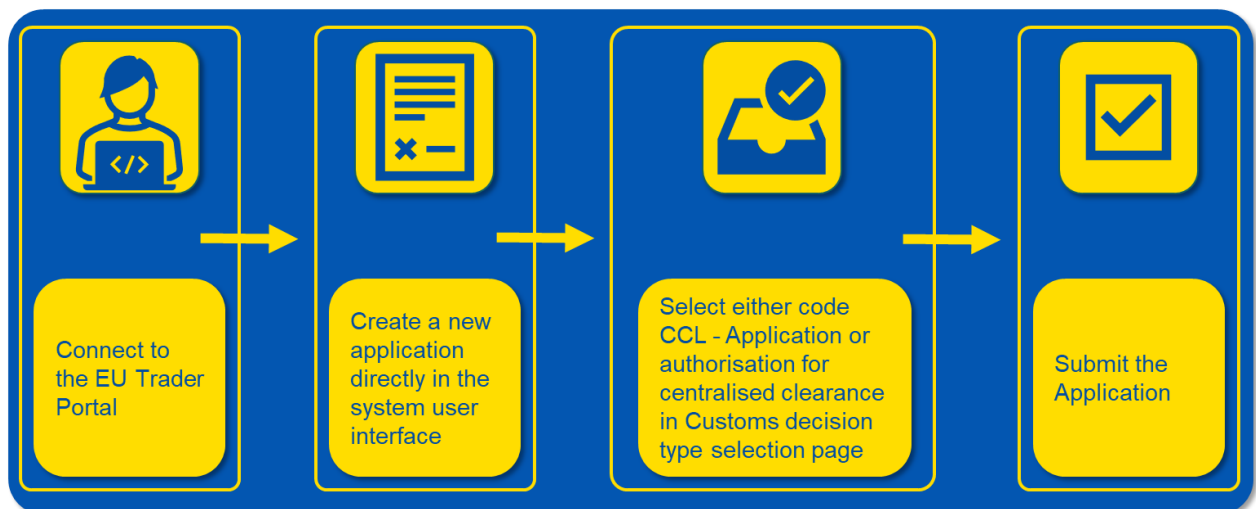 </>
Connect to
the EU Trader
Portal
Create a new
application
directly in the
system user
interface
Select either code
CCL - Application or
authorisation for
centralised clearance
in Customs decision
type selection page
Submit the
Application